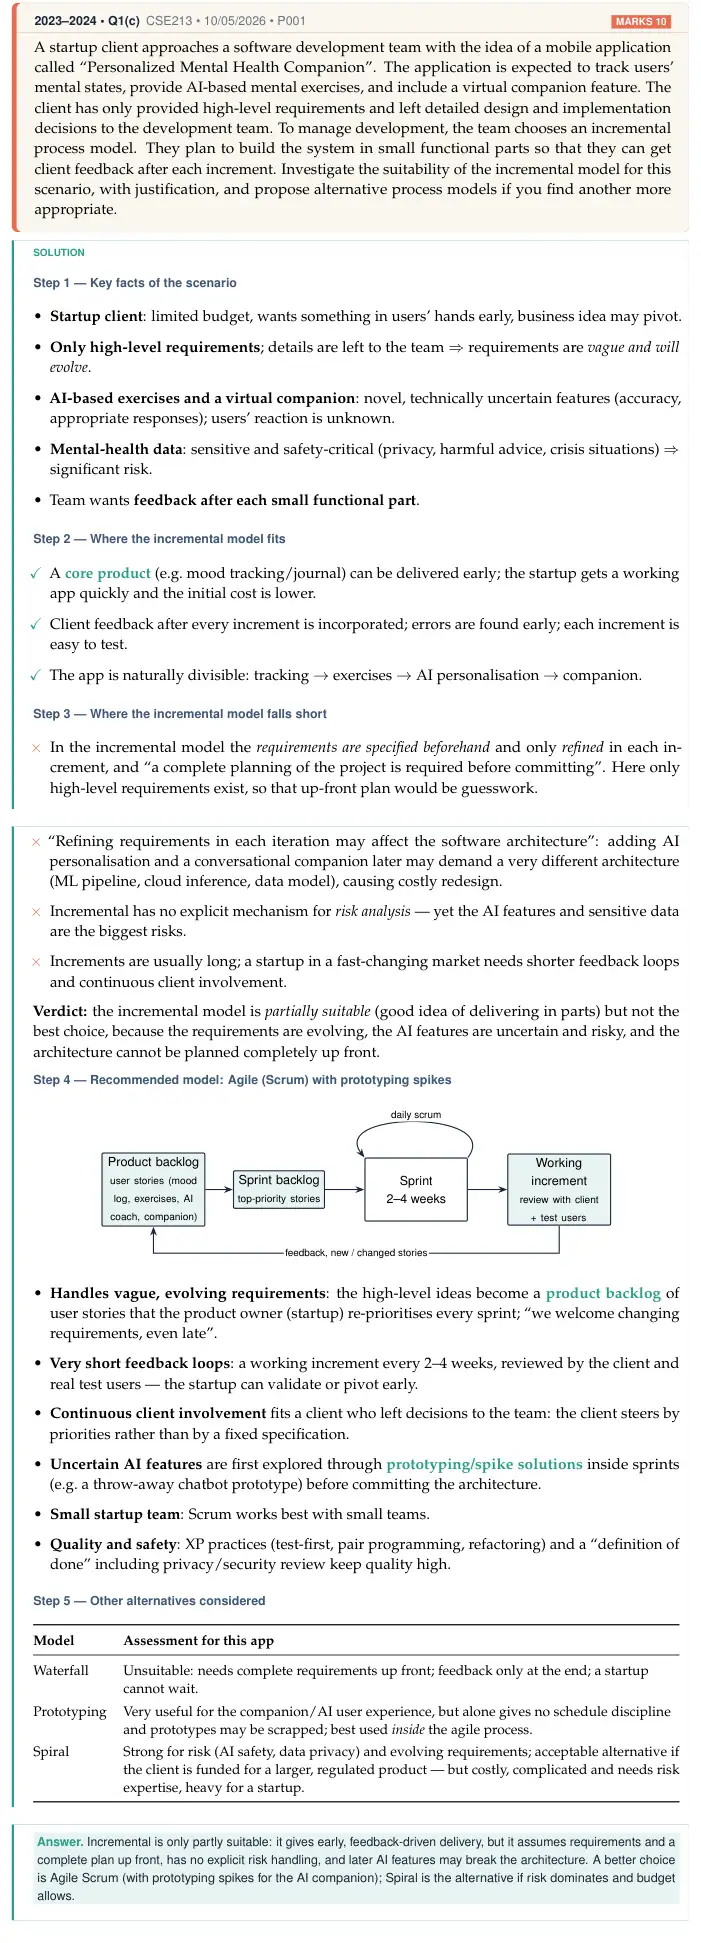 2023–2024 • Q1(c) CSE213 • 10/05/2026 • P001 MARKS 10
A startup client approaches a software development team with the idea of a mobile application
called “Personalized Mental Health Companion”. The application is expected to track users’
mental states, provide AI-based mental exercises, and include a virtual companion feature. The
client has only provided high-level requirements and left detailed design and implementation
decisions to the development team. To manage development, the team chooses an incremental
process model. They plan to build the system in small functional parts so that they can get
client feedback after each increment. Investigate the suitability of the incremental model for this
scenario, with justification, and propose alternative process models if you find another more
appropriate.
SOLUTION
Step 1 — Key facts of the scenario
• Startup client: limited budget, wants something in users’ hands early, business idea may pivot.
• Only high-level requirements; details are left to the team ⇒ requirements are vague and will
evolve.
• AI-based exercises and a virtual companion: novel, technically uncertain features (accuracy,
appropriate responses); users’ reaction is unknown.
• Mental-health data: sensitive and safety-critical (privacy, harmful advice, crisis situations) ⇒
significant risk.
• Team wants feedback after each small functional part.
Step 2 — Where the incremental model fits
✓ A core product (e.g. mood tracking/journal) can be delivered early; the startup gets a working
app quickly and the initial cost is lower.
✓ Client feedback after every increment is incorporated; errors are found early; each increment is
easy to test.
✓ The app is naturally divisible: tracking → exercises → AI personalisation → companion.
Step 3 — Where the incremental model falls short
× In the incremental model the requirements are specified beforehand and only refined in each in-
crement, and “a complete planning of the project is required before committing”. Here only
high-level requirements exist, so that up-front plan would be guesswork.
× “Refining requirements in each iteration may affect the software architecture”: adding AI
personalisation and a conversational companion later may demand a very different architecture
(ML pipeline, cloud inference, data model), causing costly redesign.
× Incremental has no explicit mechanism for risk analysis — yet the AI features and sensitive data
are the biggest risks.
× Increments are usually long; a startup in a fast-changing market needs shorter feedback loops
and continuous client involvement.
Verdict: the incremental model is partially suitable (good idea of delivering in parts) but not the
best choice, because the requirements are evolving, the AI features are uncertain and risky, and the
architecture cannot be planned completely up front.
Step 4 — Recommended model: Agile (Scrum) with prototyping spikes
daily scrum
Product backlog
user stories (mood
log, exercises, AI
coach, companion)
Sprint backlog
top-priority stories
Sprint
2–4 weeks
Working
increment
review with client
+ test users
feedback, new / changed stories
• Handles vague, evolving requirements: the high-level ideas become a product backlog of
user stories that the product owner (startup) re-prioritises every sprint; “we welcome changing
requirements, even late”.
• Very short feedback loops: a working increment every 2–4 weeks, reviewed by the client and
real test users — the startup can validate or pivot early.
• Continuous client involvement fits a client who left decisions to the team: the client steers by
priorities rather than by a fixed specification.
• Uncertain AI features are first explored through prototyping/spike solutions inside sprints
(e.g. a throw-away chatbot prototype) before committing the architecture.
• Small startup team: Scrum works best with small teams.
• Quality and safety: XP practices (test-first, pair programming, refactoring) and a “definition of
done” including privacy/security review keep quality high.
Step 5 — Other alternatives considered
Model Assessment for this app
Waterfall Unsuitable: needs complete requirements up front; feedback only at the end; a startup
cannot wait.
Prototyping Very useful for the companion/AI user experience, but alone gives no schedule discipline
and prototypes may be scrapped; best used inside the agile process.
Spiral Strong for risk (AI safety, data privacy) and evolving requirements; acceptable alternative if
the client is funded for a larger, regulated product — but costly, complicated and needs risk
expertise, heavy for a startup.
Answer. Incremental is only partly suitable: it gives early, feedback-driven delivery, but it assumes requirements and a
complete plan up front, has no explicit risk handling, and later AI features may break the architecture. A better choice
is Agile Scrum (with prototyping spikes for the AI companion); Spiral is the alternative if risk dominates and budget
allows.